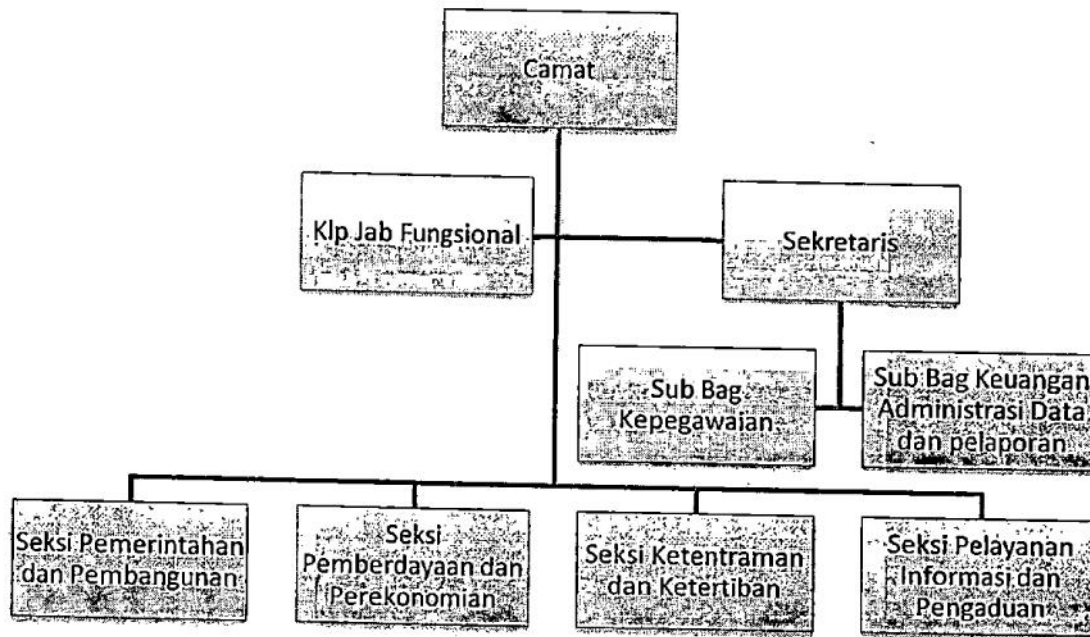 Camat
Klp Jab Fungsional
Sekretaris
Sub Bag
Kepegawaian
Sub Bag Keuangan
Administrasi Data
dan pelaporan
Seksi Pemerintahan
dan Pembangunan
Seksi
Pemberdayaan dan
Perekonomian
Seksi Ketentraman
dan Ketertiban
Seksi Pelayanan
Informasi dan
Pengaduan